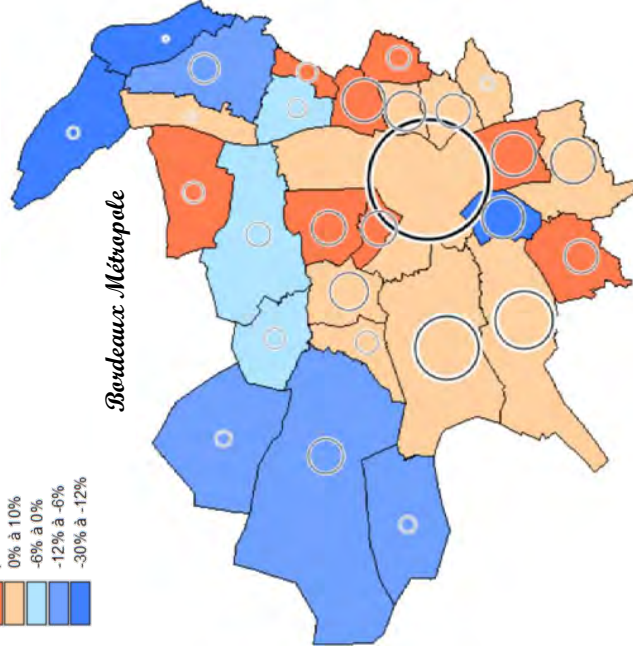 Bordeaux Métropole
0% à 10%
-6% à 0%
-12% à -6%
-30% à -12%